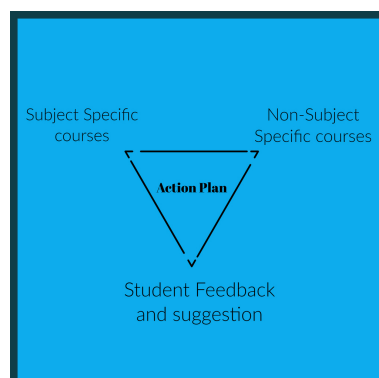 Subject Specific
courses
Non-Subject
Specific courses
Action Plan
Student Feedback
and suggestion